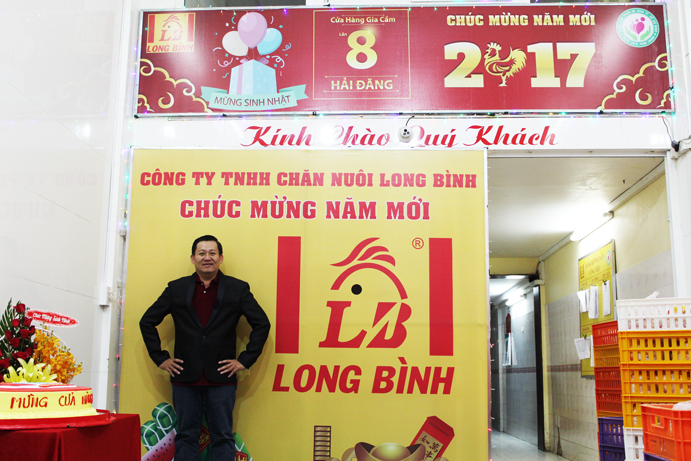 LB
LONG BÌNH
MỪNG SINH NHẬT
Cửa Hàng Gia Cầm
Lần
8
HẢI ĐĂNG
CHÚC MỪNG NĂM MỚI
2017
Kính Chào Quý Khách
CÔNG TY TNHH CHĂN NUÔI LONG BÌNH
CHÚC MỪNG NĂM MỚI
LB®
LONG BÌNH
MỪNG CỬA